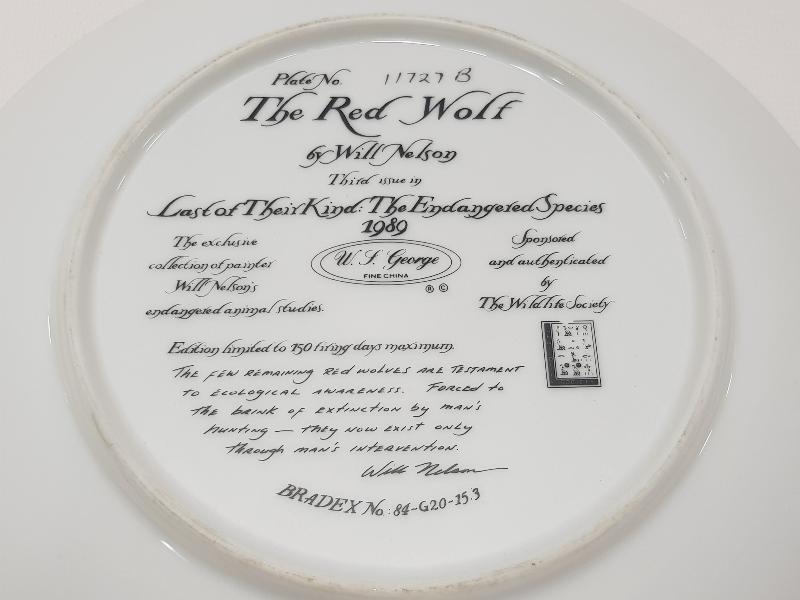 Plate No. 11727 B
The Red Wolf
by Will Nelson
Third issue in
Last of Their Kind: The Endangered Species
1989
The exclusive
collection of painter
Will Nelson's
endangered animal studies.
W. S. George
FINE CHINA
® ©
Sponsored
and authenticated
by
The Wildlife Society
Edition limited to 150 firing days maximum.
THE FEW REMAINING RED WOLVES ARE TESTAMENT
TO ECOLOGICAL AWARENESS. FORCED TO
THE BRINK OF EXTINCTION BY MAN'S
HUNTING — THEY NOW EXIST ONLY
THROUGH MAN'S INTERVENTION.
Will Nelson
BRADEX No: 84-G20-15.3